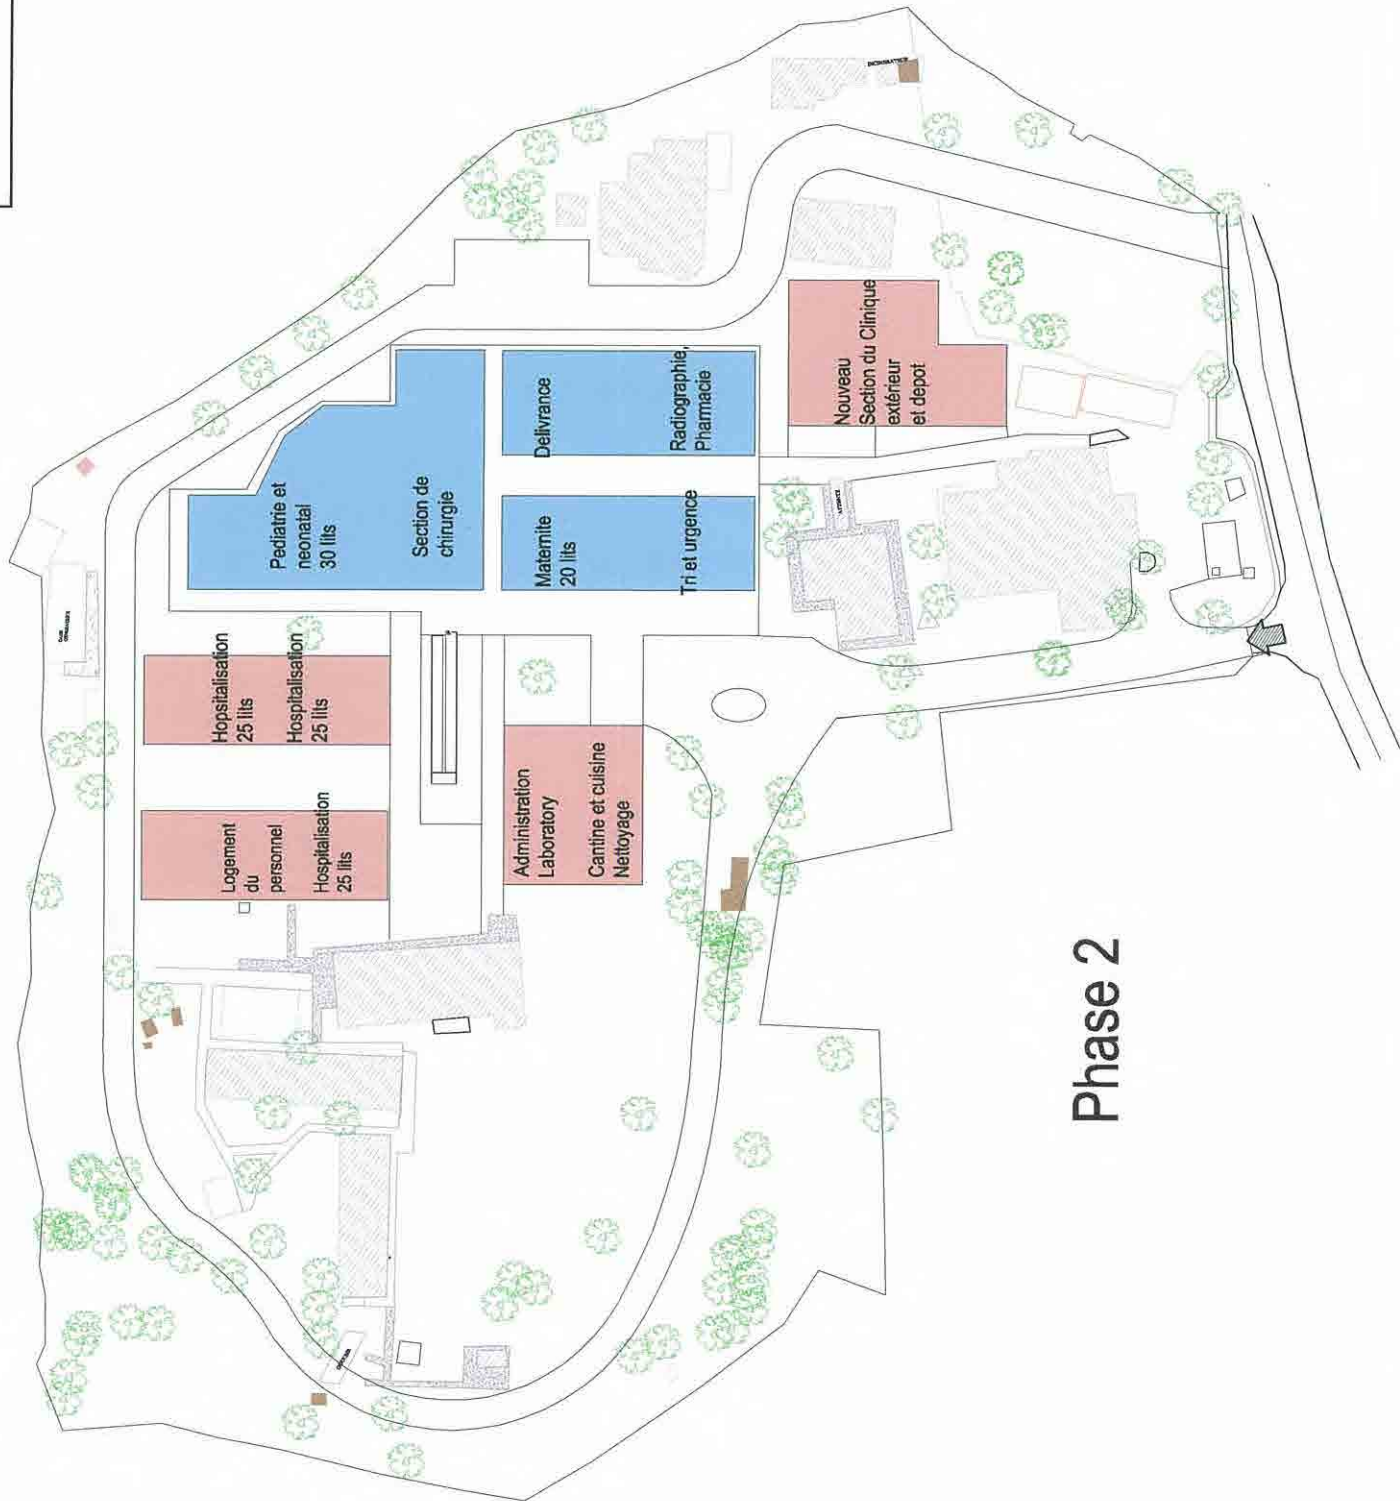 Pediatrie et
neonatal
30 lits
Section de
chirurgie
Delivrance
Radiographie,
Pharmacie
Maternite
20 lits
Tri et urgence
Nouveau
Section du Clinique
extérieur
et depot
Hopsitalisation
25 lits
Hospitalisation
25 lits
Logement
du
personnel
Hospitalisation
25 lits
Administration
Laboratory
Cantine et cuisine
Nettoyage
Phase 2